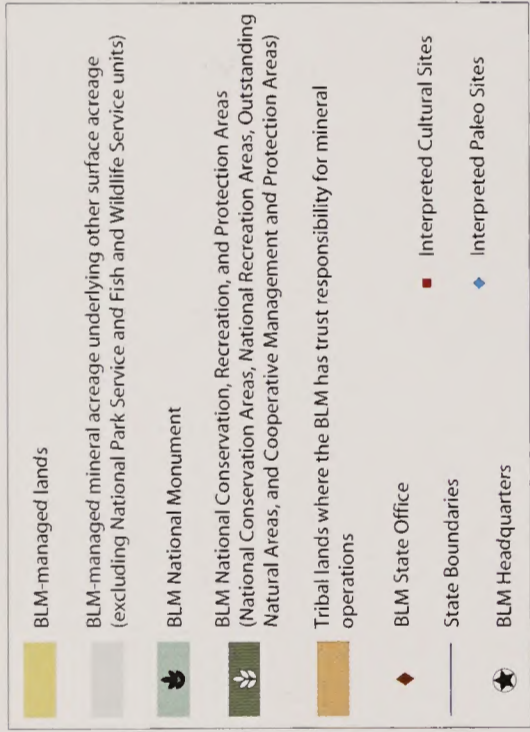 BLM-managed lands
BLM-managed mineral acreage underlying other surface acreage
(excluding National Park Service and Fish and Wildlife Service units)
BLM National Monument
BLM National Conservation, Recreation, and Protection Areas
(National Conservation Areas, National Recreation Areas, Outstanding
Natural Areas, and Cooperative Management and Protection Areas)
Tribal lands where the BLM has trust responsibility for mineral
operations
BLM State Office
State Boundaries
BLM Headquarters
Interpreted Cultural Sites
Interpreted Paleo Sites